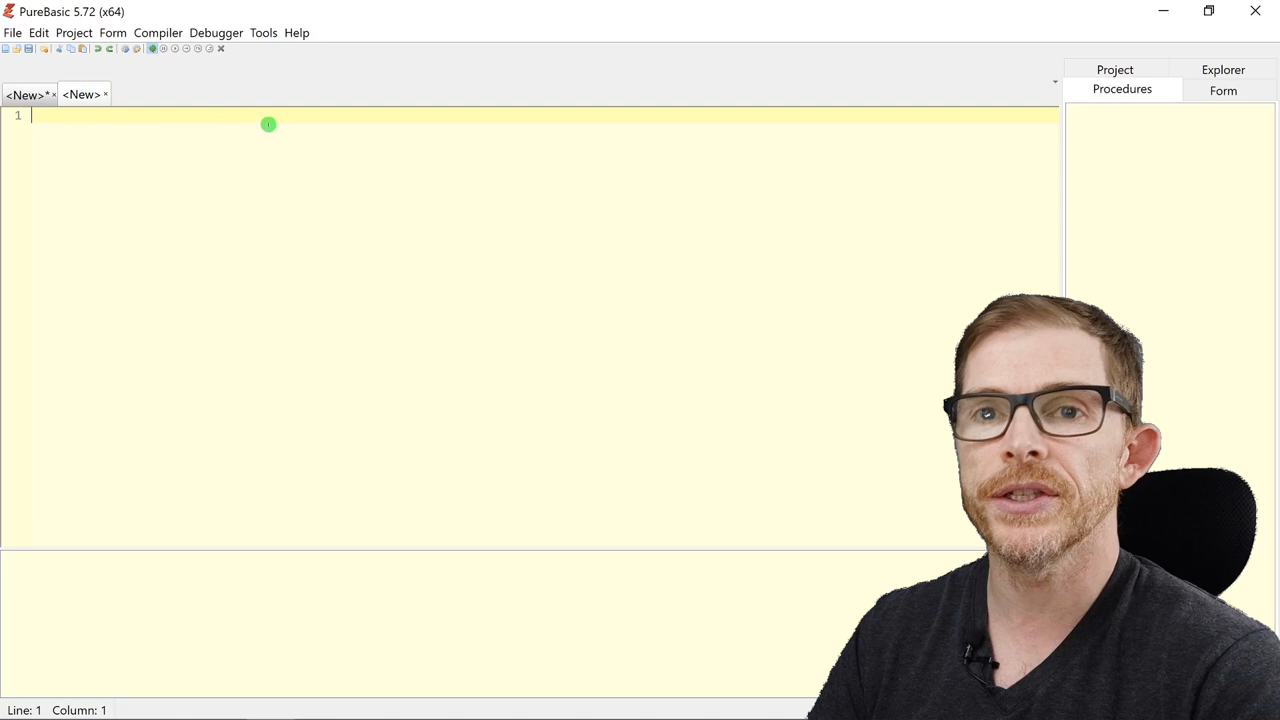 PureBasic 5.72 (x64)
File Edit Project Form Compiler Debugger Tools Help
Project Explorer
<New>* × <New> ×
Procedures Form
1
Line: 1 Column: 1